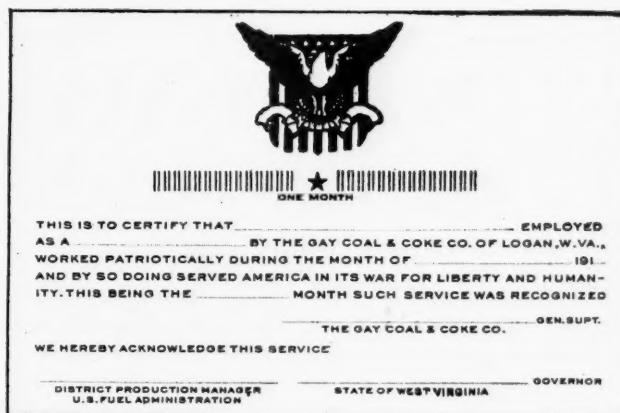 ONE MONTH
THIS IS TO CERTIFY THAT EMPLOYED
AS A BY THE GAY COAL & COKE CO. OF LOGAN, W. VA.,
WORKED PATRIOTICALLY DURING THE MONTH OF 191
AND BY SO DOING SERVED AMERICA IN ITS WAR FOR LIBERTY AND HUMAN-
ITY. THIS BEING THE MONTH SUCH SERVICE WAS RECOGNIZED
GEN. SUPT.
THE GAY COAL & COKE CO.
WE HEREBY ACKNOWLEDGE THIS SERVICE
GOVERNOR
DISTRICT PRODUCTION MANAGER STATE OF WEST VIRGINIA
U.S. FUEL ADMINISTRATION